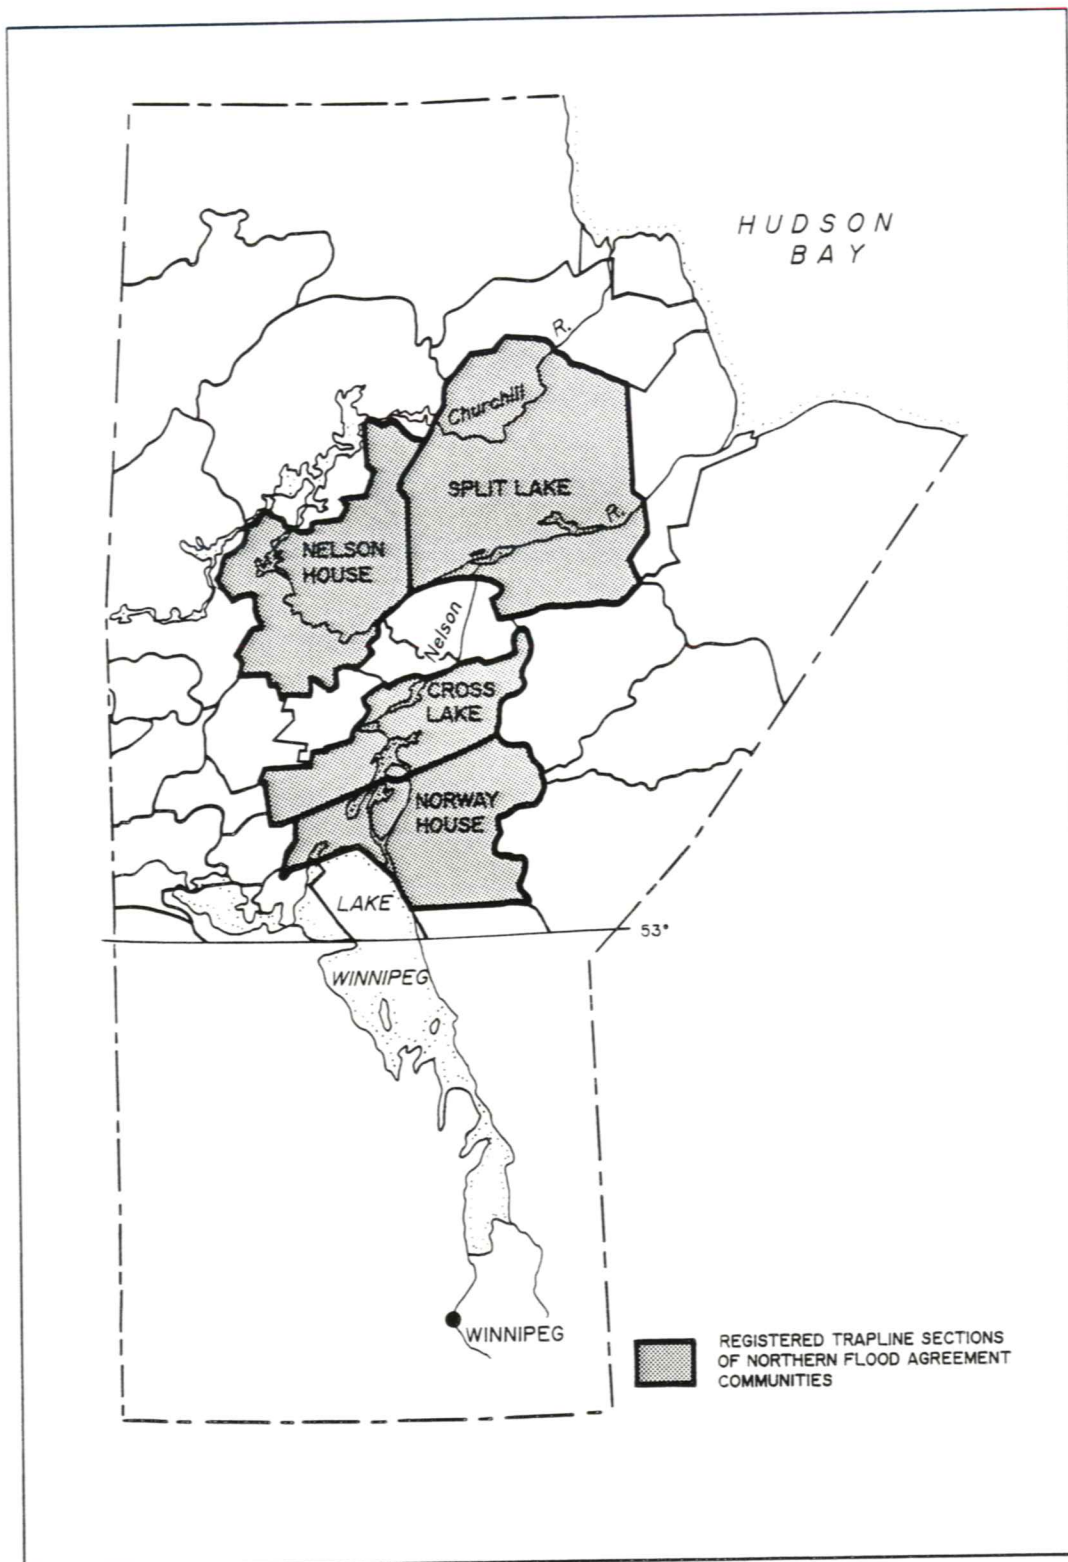 HUDSON
BAY
R.
Churchill
SPLIT LAKE
R.
NELSON
HOUSE
Nelson
CROSS
LAKE
NORWAY
HOUSE
LAKE
53°
WINNIPEG
WINNIPEG
REGISTERED TRAPLINE SECTIONS
OF NORTHERN FLOOD AGREEMENT
COMMUNITIES